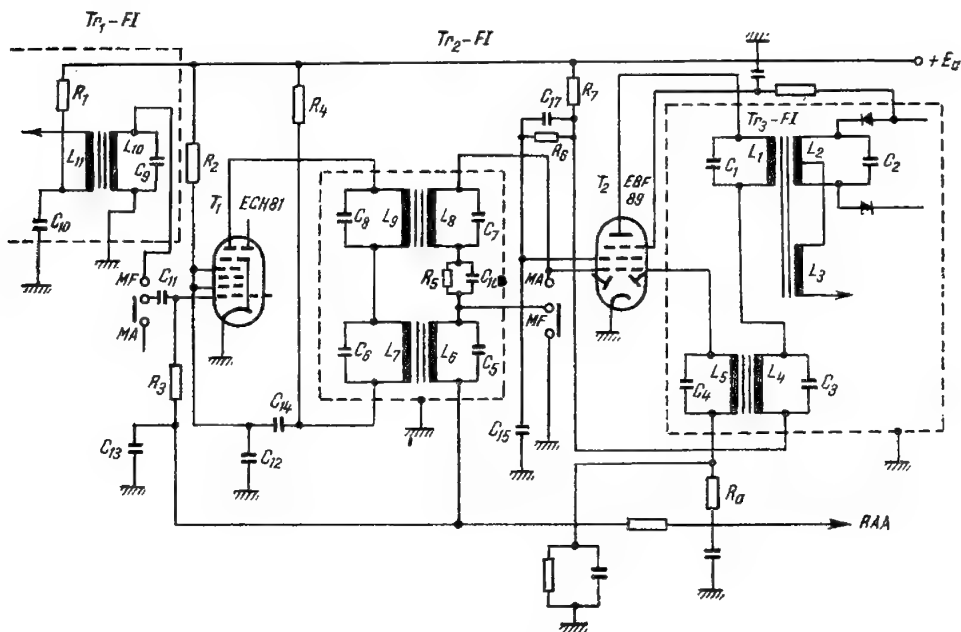 Tr₁-FI
Tr₂-FI
+Ea
R₁
L₁₁
L₁₀
C₉
C₁₀
R₂
R₄
C₁₇
R₇
R₆
Tr₃-FI
C₁
L₁
L₂
C₂
T₁
ECH81
T₂
EBF
89
C₈
L₉
L₈
C₇
R₅
C₁₆
L₃
MF
C₁₁
MA
MA
MF
C₆
L₇
L₆
C₅
R₃
C₁₄
C₁₃
C₁₂
C₁₅
C₄
L₅
L₄
C₃
Ra
RAA